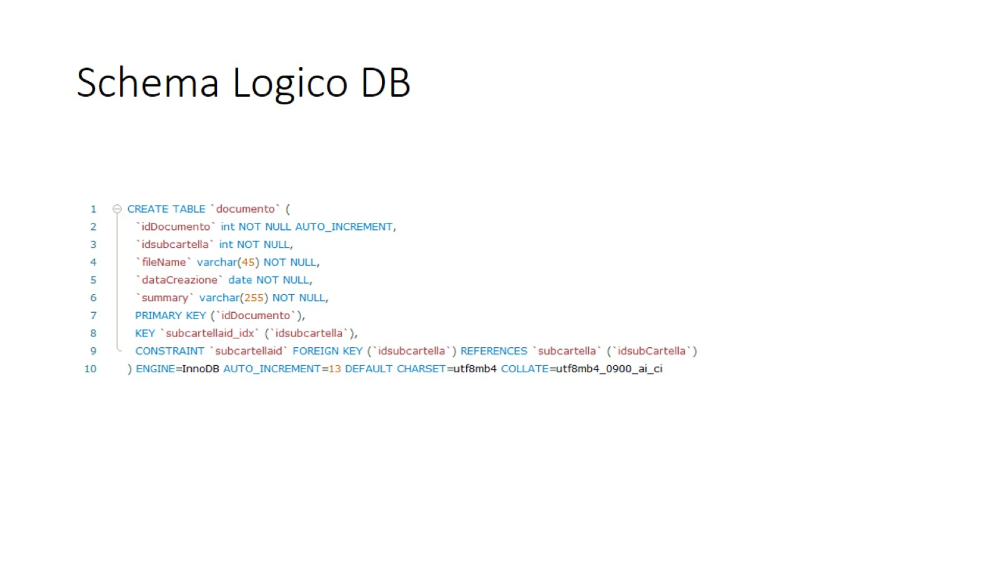 Schema Logico DB
1 CREATE TABLE `documento` (
2 `idDocumento` int NOT NULL AUTO_INCREMENT,
3 `idsubcartella` int NOT NULL,
4 `fileName` varchar(45) NOT NULL,
5 `dataCreazione` date NOT NULL,
6 `summary` varchar(255) NOT NULL,
7 PRIMARY KEY (`idDocumento`),
8 KEY `subcartellaid_idx` (`idsubcartella`),
9 CONSTRAINT `subcartellaid` FOREIGN KEY (`idsubcartella`) REFERENCES `subcartella` (`idsubCartella`)
10 ) ENGINE=InnoDB AUTO_INCREMENT=13 DEFAULT CHARSET=utf8mb4 COLLATE=utf8mb4_0900_ai_ci